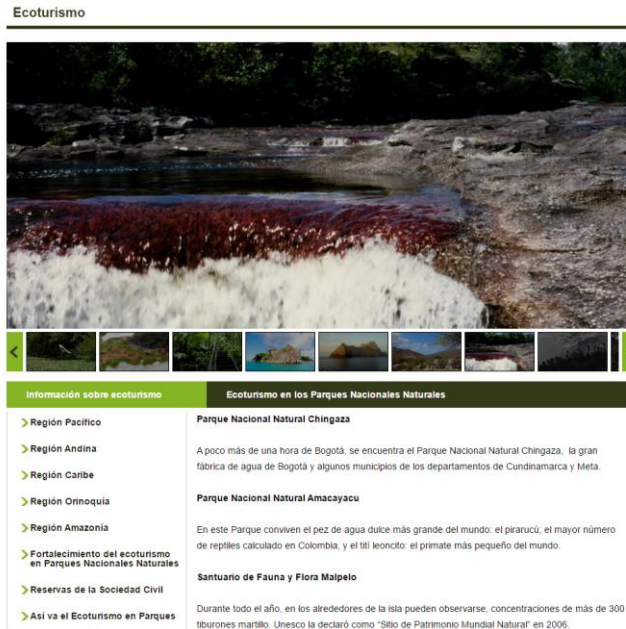 Ecoturismo
Información sobre ecoturismo
Ecoturismo en los Parques Nacionales Naturales
Región Pacífico
Región Andina
Región Caribe
Región Orinoquía
Región Amazonía
Fortalecimiento del ecoturismo
en Parques Nacionales Naturales
Reservas de la Sociedad Civil
Así va el Ecoturismo en Parques
Parque Nacional Natural Chingaza
A poco más de una hora de Bogotá, se encuentra el Parque Nacional Natural Chingaza, la gran
fábrica de agua de Bogotá y algunos municipios de los departamentos de Cundinamarca y Meta.
Parque Nacional Natural Amacayacu
En este Parque conviven el pez de agua dulce más grande del mundo: el pirarucú; el mayor número
de reptiles calculado en Colombia, y el tití leoncito: el primate más pequeño del mundo.
Santuario de Fauna y Flora Malpelo
Durante todo el año, en los alrededores de la isla pueden observarse, concentraciones de más de 300
tiburones martillo. Unesco la declaró como "Sitio de Patrimonio Mundial Natural" en 2006.